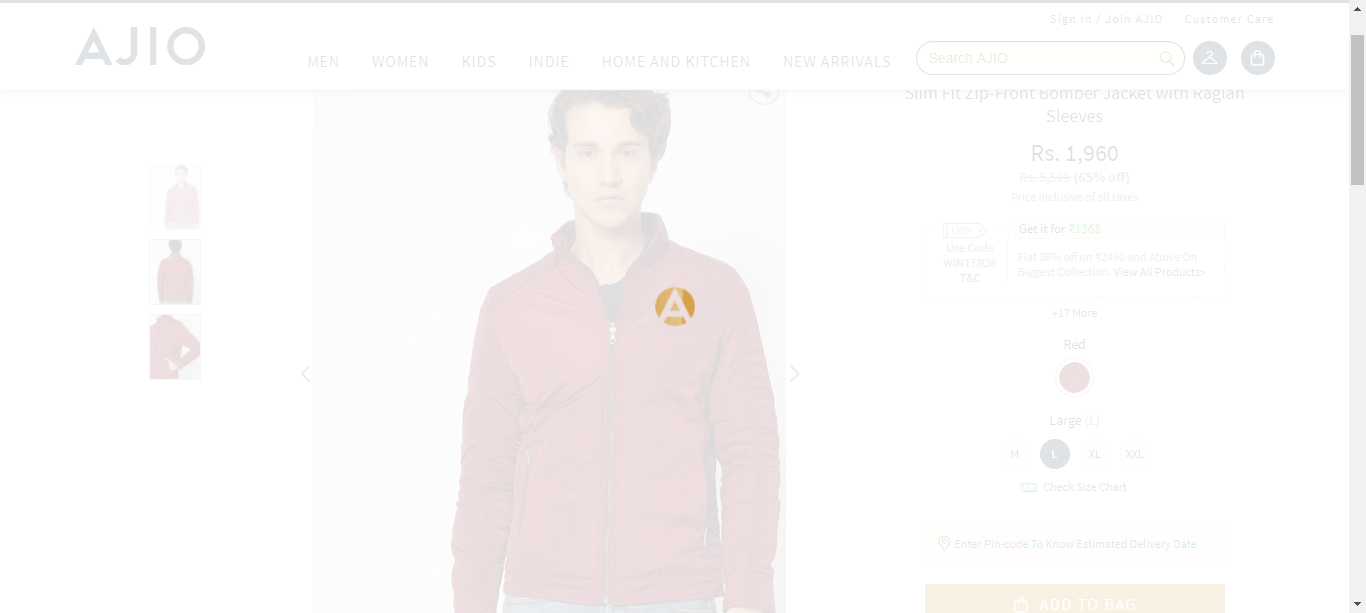 Sign In / Join AJIO
Customer Care
AJIO
MEN
WOMEN
KIDS
INDIE
HOME AND KITCHEN
NEW ARRIVALS
Search AJIO
Slim Fit Zip-Front Bomber Jacket with Raglan
Sleeves
Rs. 1,960
Rs. 5,599 (65% off)
Price inclusive of all taxes
Offer
Use Code
WINTER36
T&C
Get it for ₹1568
Flat 36% off on ₹2490 and Above On
Biggest Collection. View All Products>
+17 More
Red
Large (L)
M
L
XL
XXL
Check Size Chart
Enter Pin-code To Know Estimated Delivery Date
ADD TO BAG
A